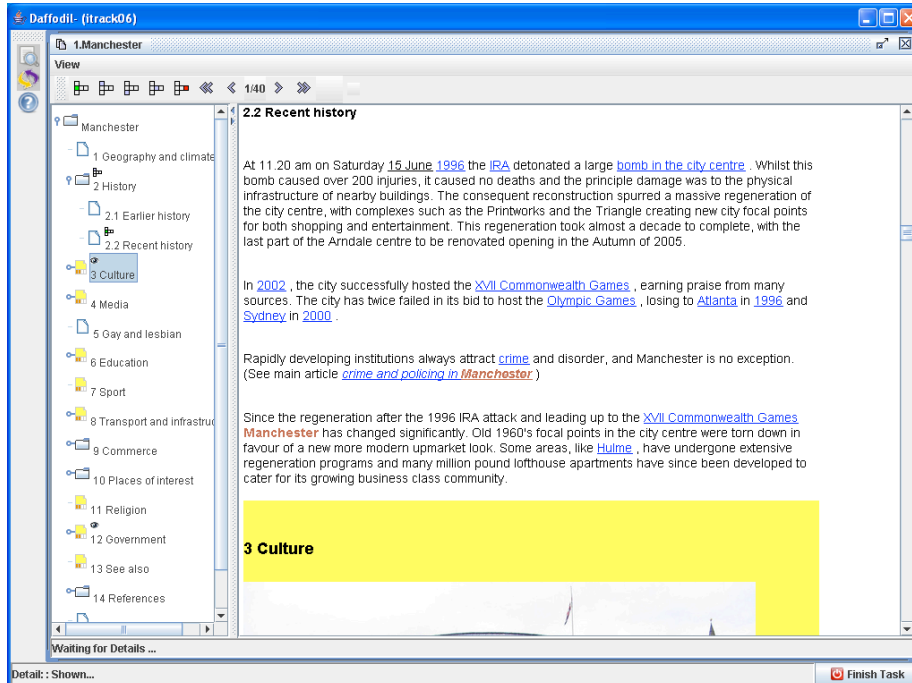 Daffodil- (itrack06)
1.Manchester
View
1/40
Manchester
1 Geography and climate
2 History
2.1 Earlier history
2.2 Recent history
3 Culture
4 Media
5 Gay and lesbian
6 Education
7 Sport
8 Transport and infrastruc
9 Commerce
10 Places of interest
11 Religion
12 Government
13 See also
14 References
2.2 Recent history
At 11.20 am on Saturday 15 June 1996 the IRA detonated a large bomb in the city centre . Whilst this
bomb caused over 200 injuries, it caused no deaths and the principle damage was to the physical
infrastructure of nearby buildings. The consequent reconstruction spurred a massive regeneration of
the city centre, with complexes such as the Printworks and the Triangle creating new city focal points
for both shopping and entertainment. This regeneration took almost a decade to complete, with the
last part of the Arndale centre to be renovated opening in the Autumn of 2005.
In 2002 , the city successfully hosted the XVII Commonwealth Games , earning praise from many
sources. The city has twice failed in its bid to host the Olympic Games , losing to Atlanta in 1996 and
Sydney in 2000 .
Rapidly developing institutions always attract crime and disorder, and Manchester is no exception.
(See main article crime and policing in Manchester )
Since the regeneration after the 1996 IRA attack and leading up to the XVII Commonwealth Games
Manchester has changed significantly. Old 1960's focal points in the city centre were torn down in
favour of a new more modern upmarket look. Some areas, like Hulme , have undergone extensive
regeneration programs and many million pound lofthouse apartments have since been developed to
cater for its growing business class community.
3 Culture
Waiting for Details ...
Detail: : Shown...
Finish Task